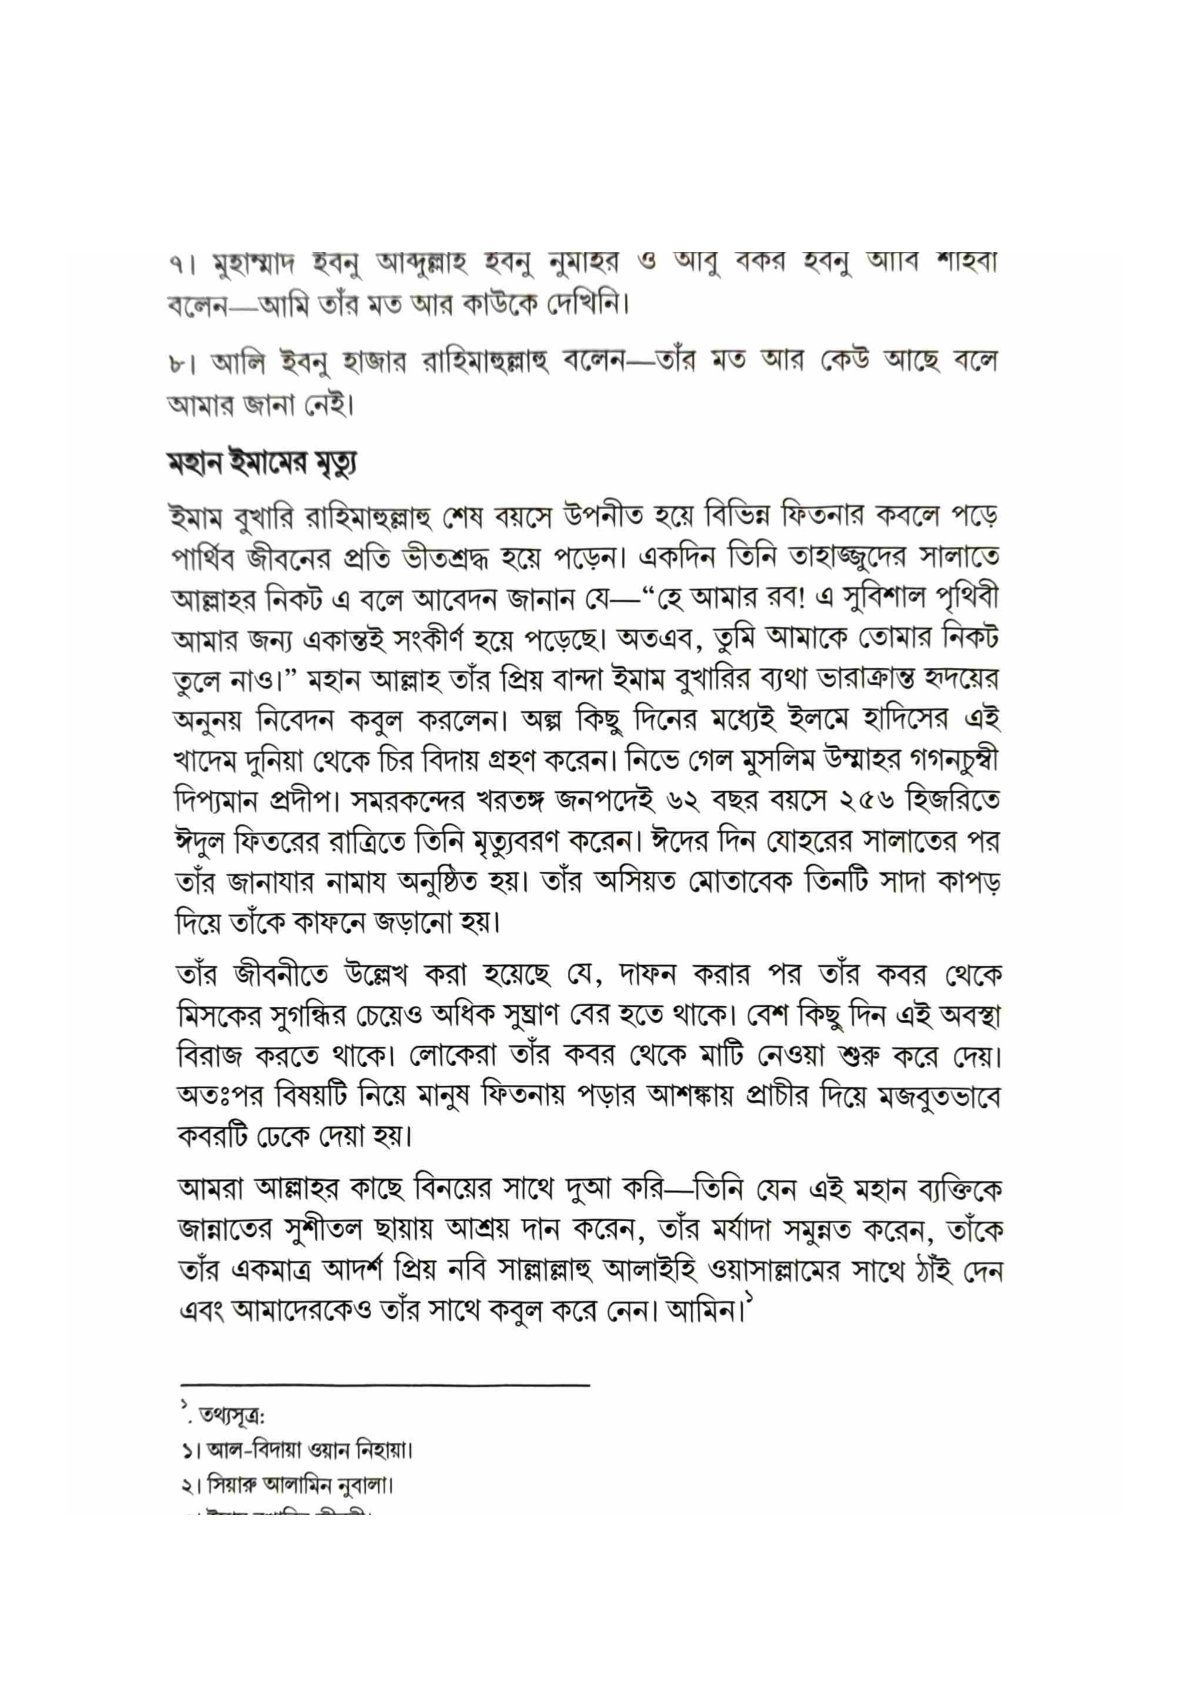 ৭। মুহাম্মাদ ইবনু আব্দুল্লাহ ইবনু নুমাইর ও আবু বকর ইবনু আবি শাইবা
বলেন—আমি তাঁর মত আর কাউকে দেখিনি।
৮। আলি ইবনু হাজার রাহিমাহুল্লাহু বলেন—তাঁর মত আর কেউ আছে বলে
আমার জানা নেই।
মহান ইমামের মৃত্যু
ইমাম বুখারি রাহিমাহুল্লাহু শেষ বয়সে উপনীত হয়ে বিভিন্ন ফিতনার কবলে পড়ে
পার্থিব জীবনের প্রতি ভীতশ্রদ্ধ হয়ে পড়েন। একদিন তিনি তাহাজ্জুদের সালাতে
আল্লাহর নিকট এ বলে আবেদন জানান যে—“হে আমার রব! এ সুবিশাল পৃথিবী
আমার জন্য একান্তই সংকীর্ণ হয়ে পড়েছে। অতএব, তুমি আমাকে তোমার নিকট
তুলে নাও।” মহান আল্লাহ তাঁর প্রিয় বান্দা ইমাম বুখারির ব্যথা ভারাক্রান্ত হৃদয়ের
অনুনয় নিবেদন কবুল করলেন। অল্প কিছু দিনের মধ্যেই ইলমে হাদিসের এই
খাদেম দুনিয়া থেকে চির বিদায় গ্রহণ করেন। নিভে গেল মুসলিম উম্মাহর গগনচুম্বী
দিপ্যমান প্রদীপ। সমরকন্দের খরতঙ্গ জনপদেই ৬২ বছর বয়সে ২৫৬ হিজরিতে
ঈদুল ফিতরের রাত্রিতে তিনি মৃত্যুবরণ করেন। ঈদের দিন যোহরের সালাতের পর
তাঁর জানাযার নামায অনুষ্ঠিত হয়। তাঁর অসিয়ত মোতাবেক তিনটি সাদা কাপড়
দিয়ে তাঁকে কাফনে জড়ানো হয়।
তাঁর জীবনীতে উল্লেখ করা হয়েছে যে, দাফন করার পর তাঁর কবর থেকে
মিসকের সুগন্ধির চেয়েও অধিক সুঘ্রাণ বের হতে থাকে। বেশ কিছু দিন এই অবস্থা
বিরাজ করতে থাকে। লোকেরা তাঁর কবর থেকে মাটি নেওয়া শুরু করে দেয়।
অতঃপর বিষয়টি নিয়ে মানুষ ফিতনায় পড়ার আশঙ্কায় প্রাচীর দিয়ে মজবুতভাবে
কবরটি ঢেকে দেয়া হয়।
আমরা আল্লাহর কাছে বিনয়ের সাথে দুআ করি—তিনি যেন এই মহান ব্যক্তিকে
জান্নাতের সুশীতল ছায়ায় আশ্রয় দান করেন, তাঁর মর্যাদা সমুন্নত করেন, তাঁকে
তাঁর একমাত্র আদর্শ প্রিয় নবি সাল্লাল্লাহু আলাইহি ওয়াসাল্লামের সাথে ঠাঁই দেন
এবং আমাদেরকেও তাঁর সাথে কবুল করে নেন। আমিন।১
১. তথ্যসূত্র:
১। আল-বিদায়া ওয়ান নিহায়া।
২। সিয়ারু আলামিন নুবালা।